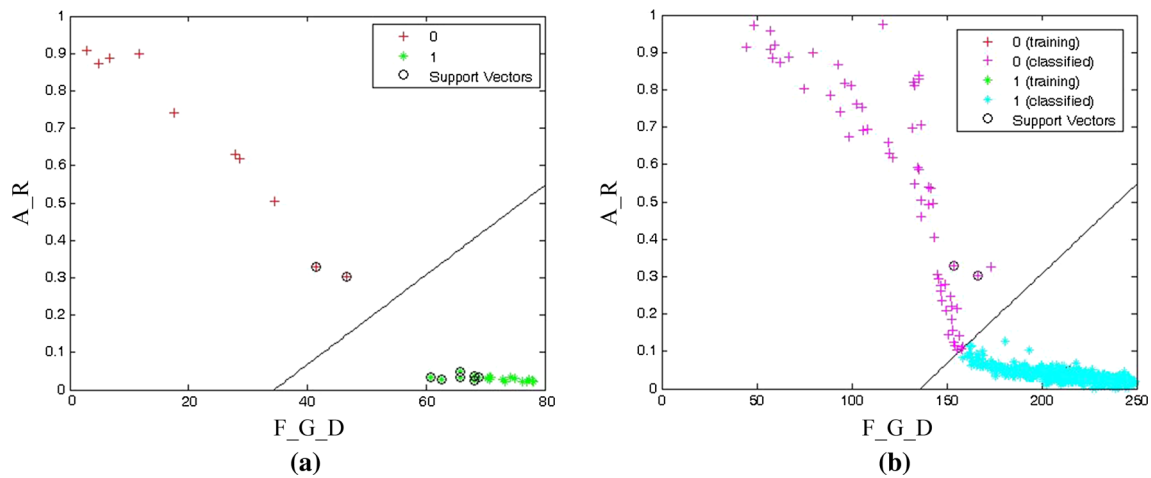 1
0.9
0.8
0.7
0.6
0.5
0.4
0.3
0.2
0.1
0
A_R
0
1
Support Vectors
0 20 40 60 80
F_G_D
(a)
1
0.9
0.8
0.7
0.6
0.5
0.4
0.3
0.2
0.1
0
A_R
0 (training)
0 (classified)
1 (training)
1 (classified)
Support Vectors
0 50 100 150 200 250
F_G_D
(b)